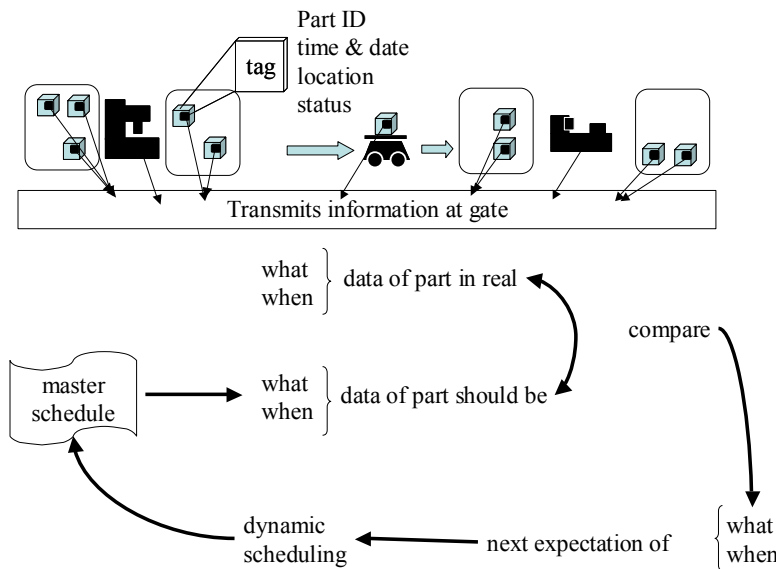 Part ID
time & date
location
status
tag
Transmits information at gate
what
when
data of part in real
compare
master
schedule
what
when
data of part should be
dynamic
scheduling
next expectation of
what
when